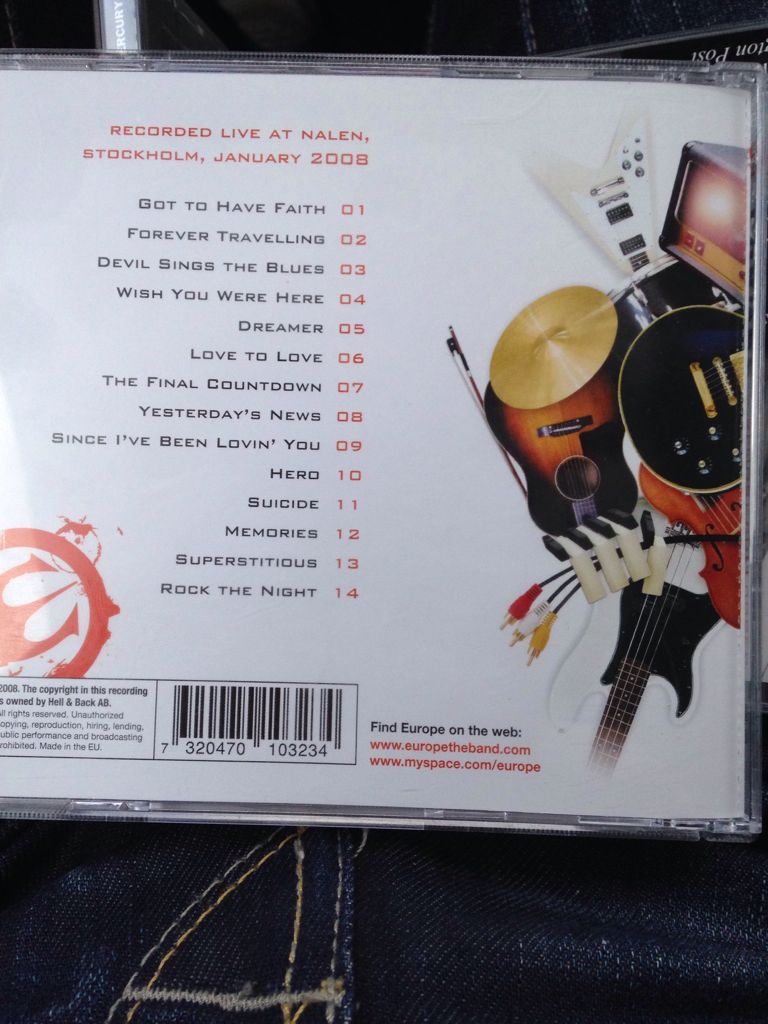 ERCURY
ton Post
RECORDED LIVE AT NALEN,
STOCKHOLM, JANUARY 2008
GOT TO HAVE FAITH 01
FOREVER TRAVELLING 02
DEVIL SINGS THE BLUES 03
WISH YOU WERE HERE 04
DREAMER 05
LOVE TO LOVE 06
THE FINAL COUNTDOWN 07
YESTERDAY'S NEWS 08
SINCE I'VE BEEN LOVIN' YOU 09
HERO 10
SUICIDE 11
MEMORIES 12
SUPERSTITIOUS 13
ROCK THE NIGHT 14
2008. The copyright in this recording
s owned by Hell & Back AB.
All rights reserved. Unauthorized
opying, reproduction, hiring, lending,
ublic performance and broadcasting
rohibited. Made in the EU.
7 320470 103234
Find Europe on the web:
www.europetheband.com
www.myspace.com/europe